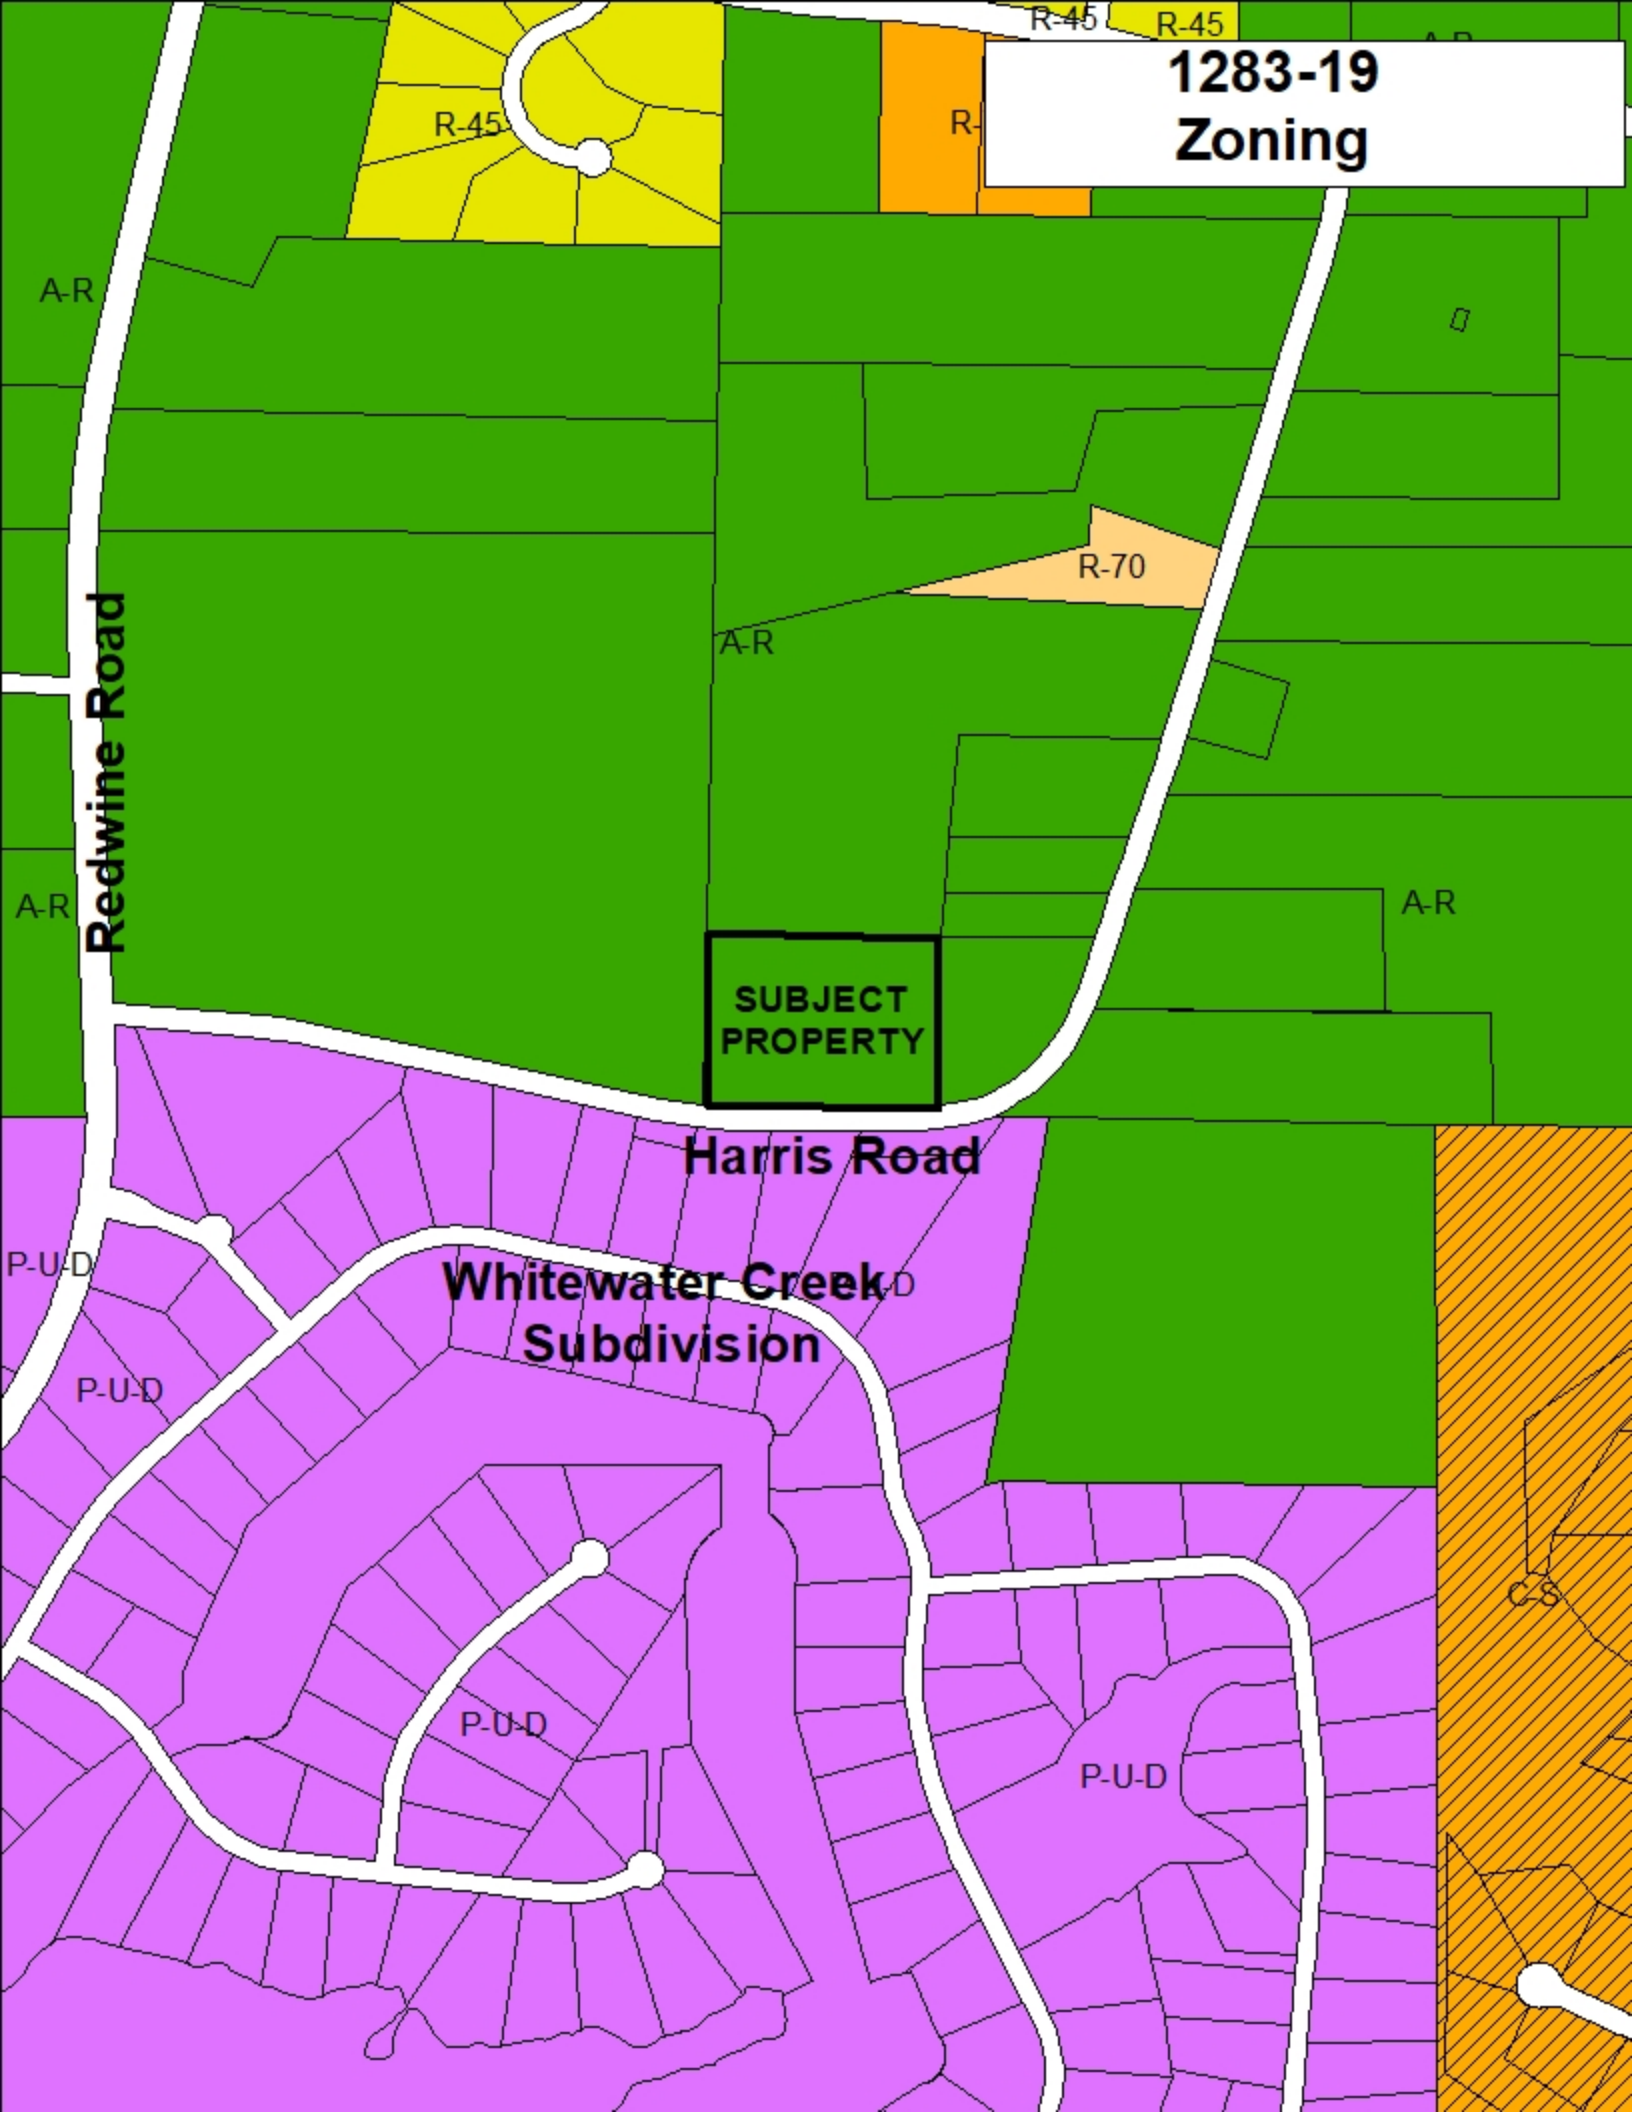 R-45
R-45
1283-19
Zoning
R-45
R-
A-R
R-70
A-R
Redwine Road
A-R
A-R
SUBJECT
PROPERTY
Harris Road
P-U-D
Whitewater Creek
Subdivision
P-U-D
C-S
P-U-D
P-U-D